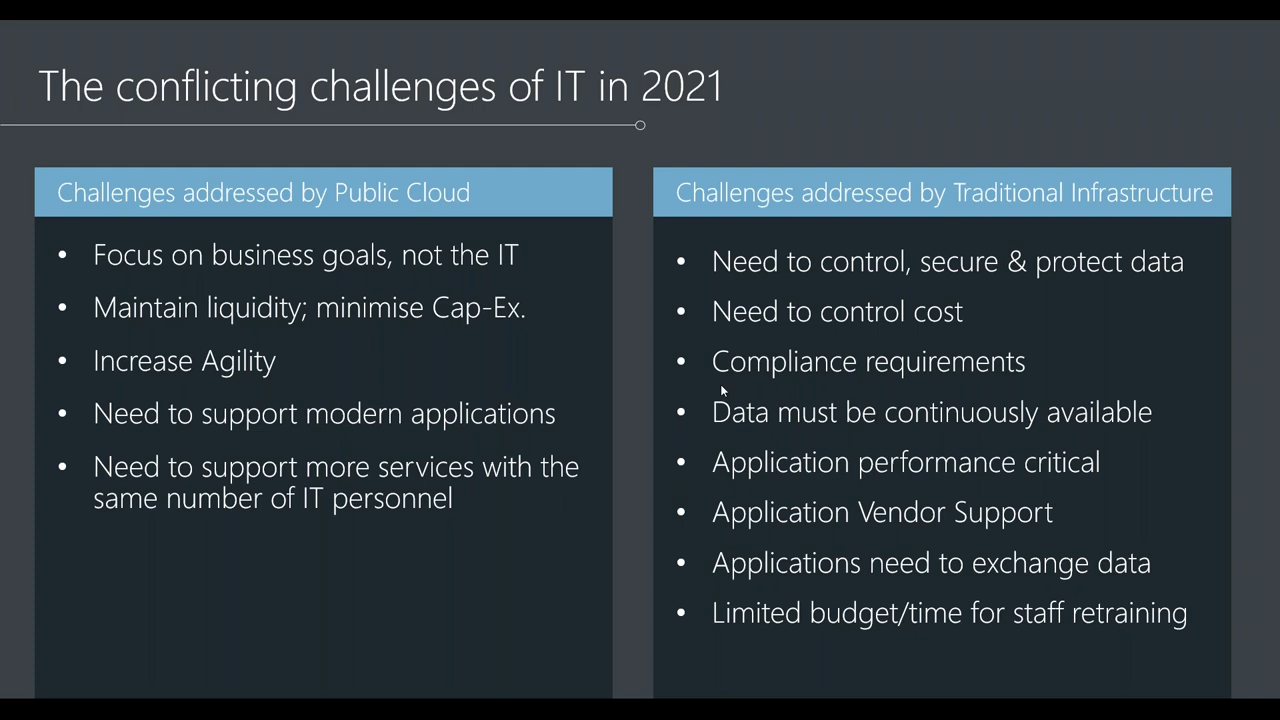 The conflicting challenges of IT in 2021
Challenges addressed by Public Cloud
• Focus on business goals, not the IT
• Maintain liquidity; minimise Cap-Ex.
• Increase Agility
• Need to support modern applications
• Need to support more services with the
same number of IT personnel
Challenges addressed by Traditional Infrastructure
• Need to control, secure & protect data
• Need to control cost
• Compliance requirements
• Data must be continuously available
• Application performance critical
• Application Vendor Support
• Applications need to exchange data
• Limited budget/time for staff retraining